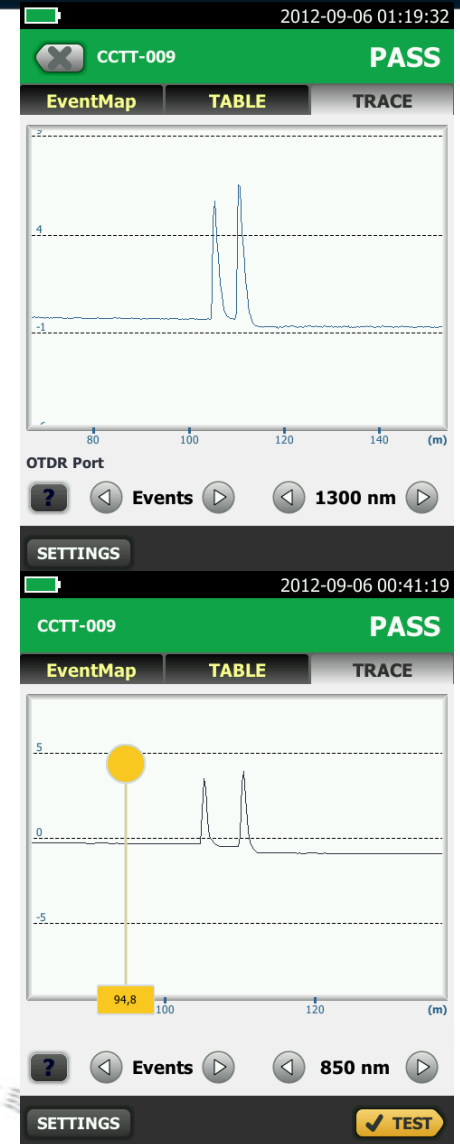 2012-09-06 01:19:32
CCTT-009 PASS
EventMap TABLE TRACE
4
-1
80 100 120 140 (m)
OTDR Port
? Events 1300 nm
SETTINGS
2012-09-06 00:41:19
CCTT-009 PASS
EventMap TABLE TRACE
5
0
-5
94,8 100 120 (m)
? Events 850 nm
SETTINGS TEST